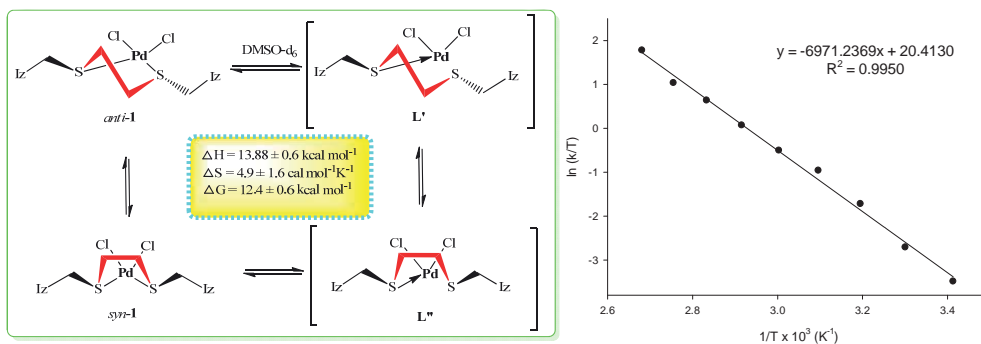 Cl
Cl
Pd
S
S
Iz
Iz
anti-1
DMSO-d6
Cl
Cl
Pd
S
S
Iz
Iz
L'
ΔH = 13.88 ± 0.6 kcal mol-1
ΔS = 4.9 ± 1.6 cal mol-1K-1
ΔG = 12.4 ± 0.6 kcal mol-1
Cl
Cl
Pd
S
S
Iz
Iz
syn-1
Cl
Cl
Pd
S
S
Iz
Iz
L"
y = -6971.2369x + 20.4130
R2 = 0.9950
ln (k/T)
2
1
0
-1
-2
-3
2.6 2.8 3.0 3.2 3.4
1/T x 103 (K-1)